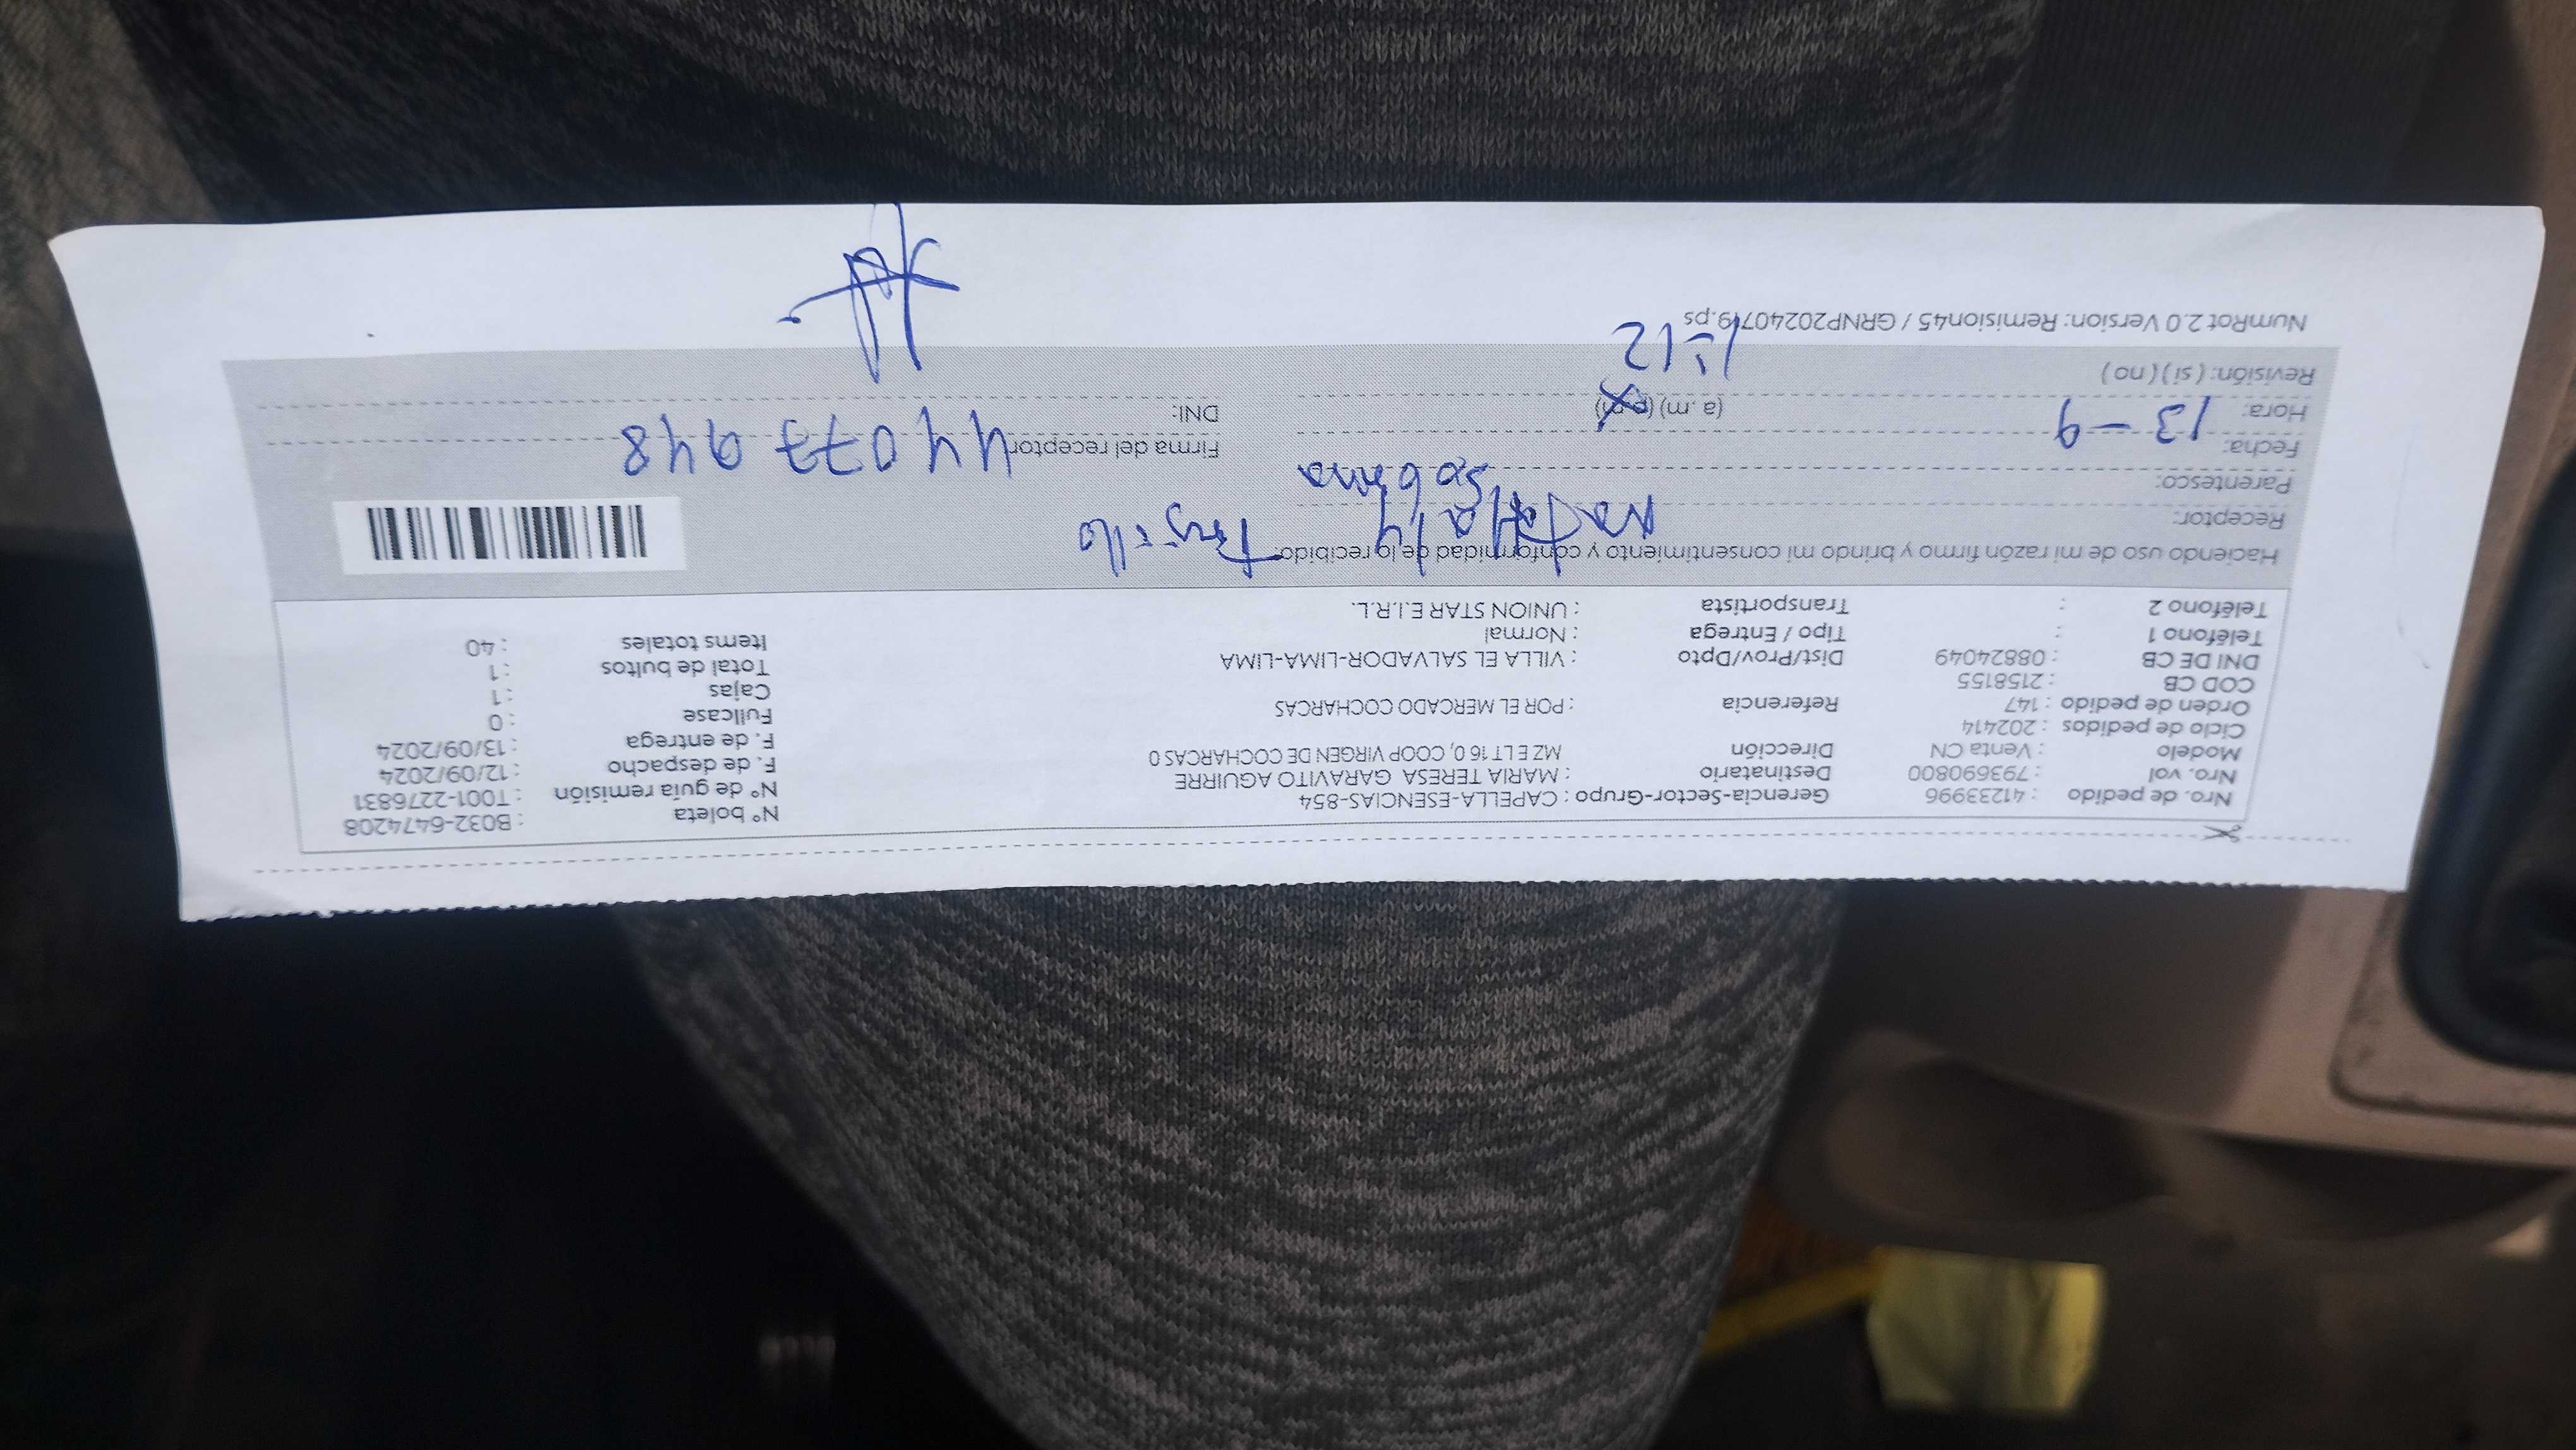 Nro. de pedido : 41233996 Gerencia-Sector-Grupo : CAPELLA-ESENCIAS-854 N° boleta : B032-6474208
Nro. vol : 793690800 Destinatario : MARIA TERESA GARAVITO AGUIRRE N° de guía remisión : T001-2276831
Modelo : Venta CN Dirección MZ E LT 16 0, COOP VIRGEN DE COCHARCAS 0 F. de despacho : 12/09/2024
Ciclo de pedidos : 202414 F. de entrega : 13/09/2024
Orden de pedido : 147 Referencia : POR EL MERCADO COCHARCAS Fullcase : 0
COD CB : 2158155 Cajas : 1
DNI DE CB : 08824049 Dist/Prov/Dpto : VILLA EL SALVADOR-LIMA-LIMA Total de bultos : 1
Teléfono 1 : Tipo / Entrega : Normal Items totales : 40
Teléfono 2 : Transportista : UNION STAR E.I.R.L.
Haciendo uso de mi razón firmo y brindo mi consentimiento y conformidad de lo recibido
Receptor:
Parentesco: Sobrina
Fecha: 13-9 Firma del receptor 44073948
Hora: (a.m) (p.m) DNI:
Revisión: (si) (no) 1:12
NumRot 2.0 Version: Remision45 / GRNP20240719.ps